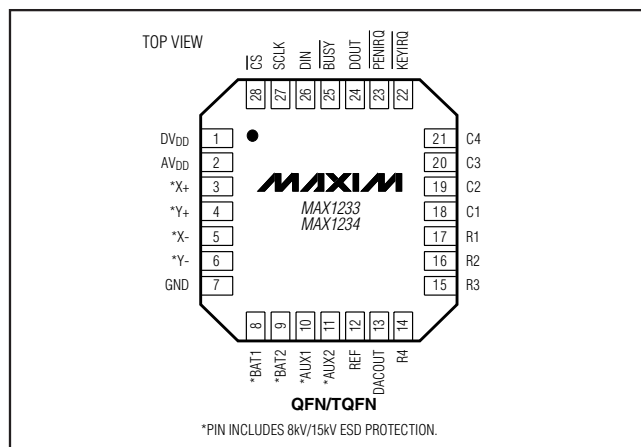 TOP VIEW
CS SCLK DIN BUSY DOUT PENIRQ KEYIRQ
28 27 26 25 24 23 22
DVDD 1
AVDD 2
*X+ 3
*Y+ 4
*X- 5
*Y- 6
GND 7
MAXIM
MAX1233
MAX1234
21 C4
20 C3
19 C2
18 C1
17 R1
16 R2
15 R3
8 9 10 11 12 13 14
*BAT1 *BAT2 *AUX1 *AUX2 REF DACOUT R4
QFN/TQFN
*PIN INCLUDES 8kV/15kV ESD PROTECTION.